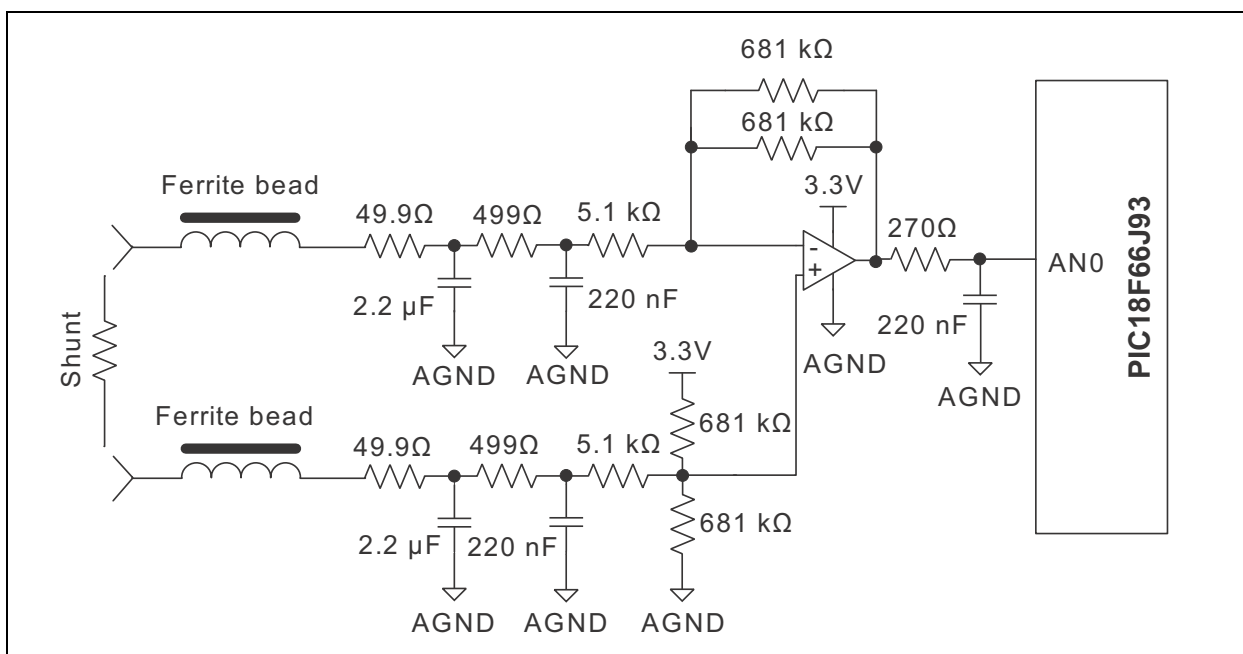 681 kΩ
681 kΩ
3.3V
Ferrite bead
49.9Ω
499Ω
5.1 kΩ
270Ω
-
+
AN0
PIC18F66J93
2.2 µF
220 nF
220 nF
AGND
AGND
AGND
AGND
Shunt
3.3V
681 kΩ
Ferrite bead
49.9Ω
499Ω
5.1 kΩ
681 kΩ
2.2 µF
220 nF
AGND
AGND
AGND